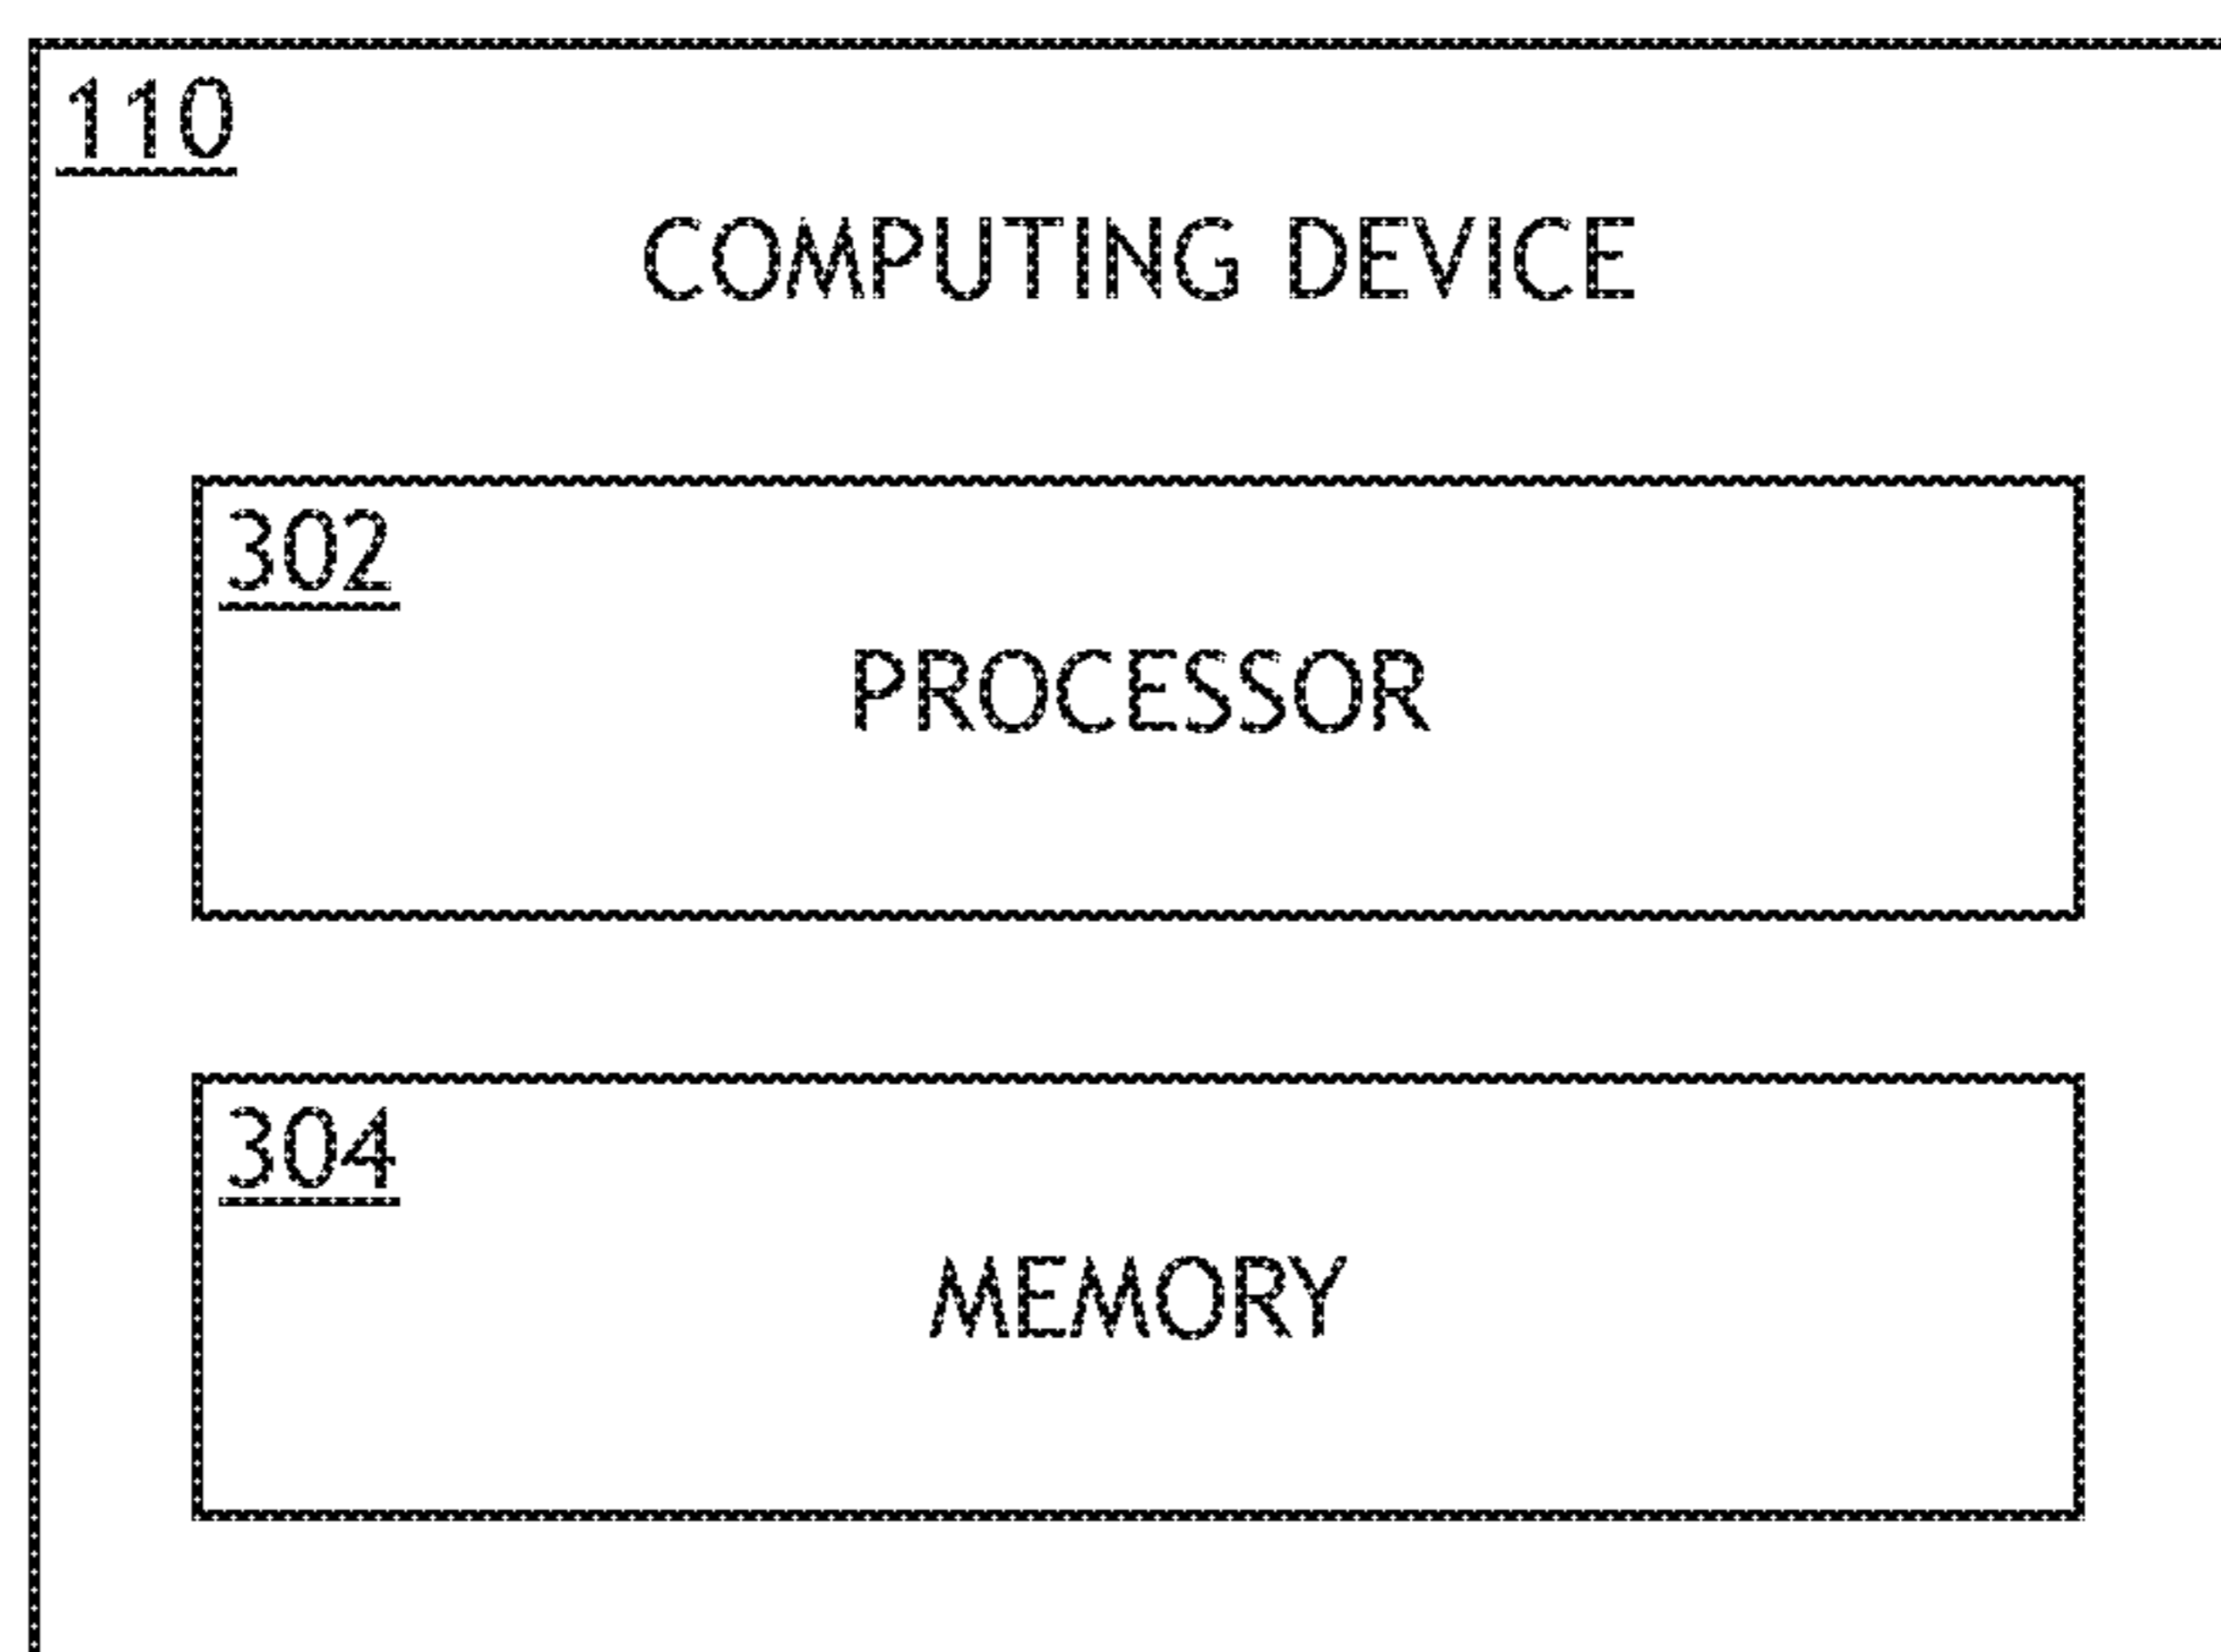 110
COMPUTING DEVICE
302
PROCESSOR
304
MEMORY